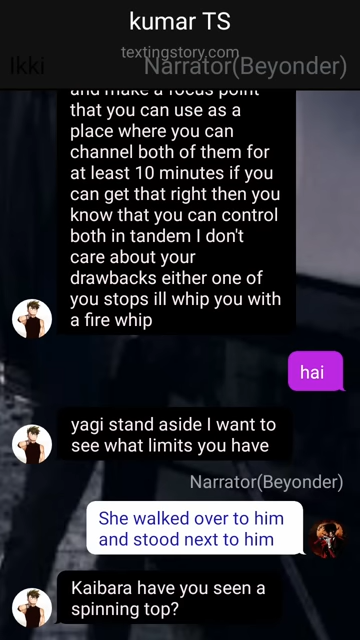 kumar TS
textingstory.com
Ikki
Narrator(Beyonder)
and make a focus point
that you can use as a
place where you can
channel both of them for
at least 10 minutes if you
can get that right then you
know that you can control
both in tandem I don't
care about your
drawbacks either one of
you stops ill whip you with
a fire whip
hai
yagi stand aside I want to
see what limits you have
Narrator(Beyonder)
She walked over to him
and stood next to him
Kaibara have you seen a
spinning top?